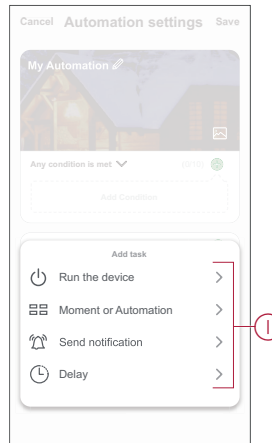 Cancel Automation settings Save
My Automation
Any condition is met
Add Condition
Add task
Run the device
Moment or Automation
Send notification
Delay